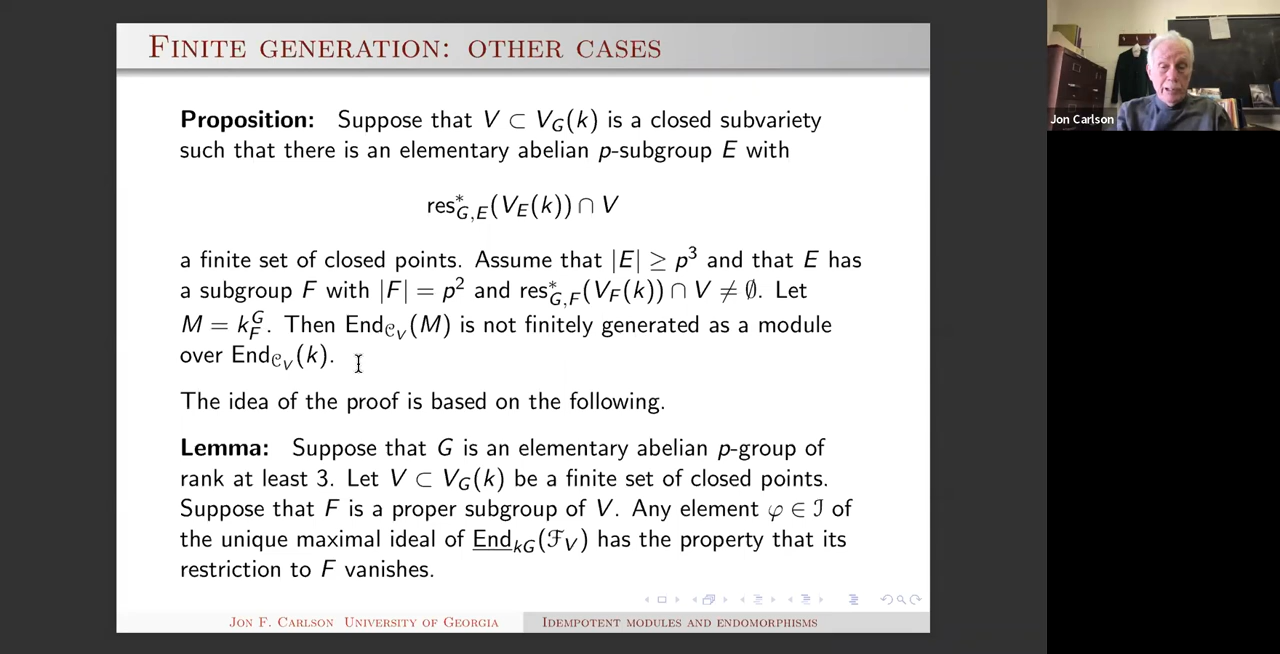 FINITE GENERATION: OTHER CASES
Proposition: Suppose that V ⊂ V_G(k) is a closed subvariety
such that there is an elementary abelian p-subgroup E with
res*_{G,E}(V_E(k)) ∩ V
a finite set of closed points. Assume that |E| ≥ p³ and that E has
a subgroup F with |F| = p² and res*_{G,F}(V_F(k)) ∩ V ≠ ∅. Let
M = k_F^G. Then End_{𝒞_V}(M) is not finitely generated as a module
over End_{𝒞_V}(k).
The idea of the proof is based on the following.
Lemma: Suppose that G is an elementary abelian p-group of
rank at least 3. Let V ⊂ V_G(k) be a finite set of closed points.
Suppose that F is a proper subgroup of V. Any element φ ∈ ℐ of
the unique maximal ideal of End_{kG}(ℱ_V) has the property that its
restriction to F vanishes.
JON F. CARLSON UNIVERSITY OF GEORGIA
IDEMPOTENT MODULES AND ENDOMORPHISMS
Jon Carlson